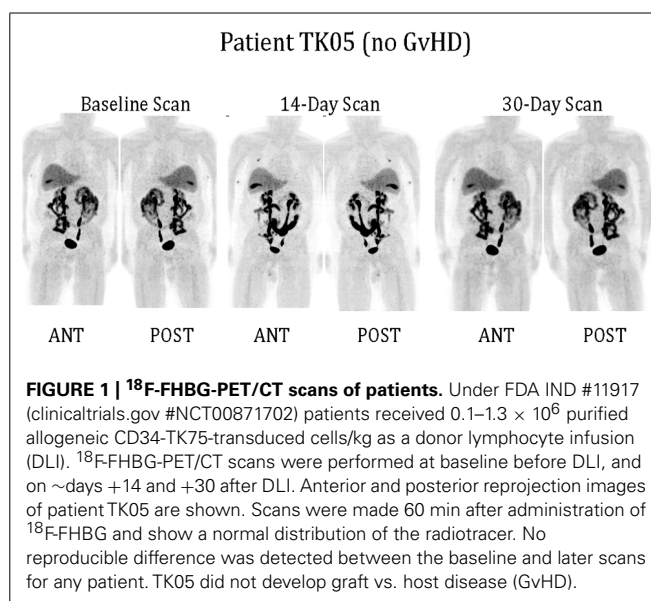 Patient TK05 (no GvHD)
Baseline Scan 14-Day Scan 30-Day Scan
ANT POST ANT POST ANT POST
FIGURE 1 | ¹⁸F-FHBG-PET/CT scans of patients. Under FDA IND #11917
(clinicaltrials.gov #NCT00871702) patients received 0.1–1.3 × 10⁶ purified
allogeneic CD34-TK75-transduced cells/kg as a donor lymphocyte infusion
(DLI). ¹⁸F-FHBG-PET/CT scans were performed at baseline before DLI, and
on ~days +14 and +30 after DLI. Anterior and posterior reprojection images
of patient TK05 are shown. Scans were made 60 min after administration of
¹⁸F-FHBG and show a normal distribution of the radiotracer. No
reproducible difference was detected between the baseline and later scans
for any patient. TK05 did not develop graft vs. host disease (GvHD).